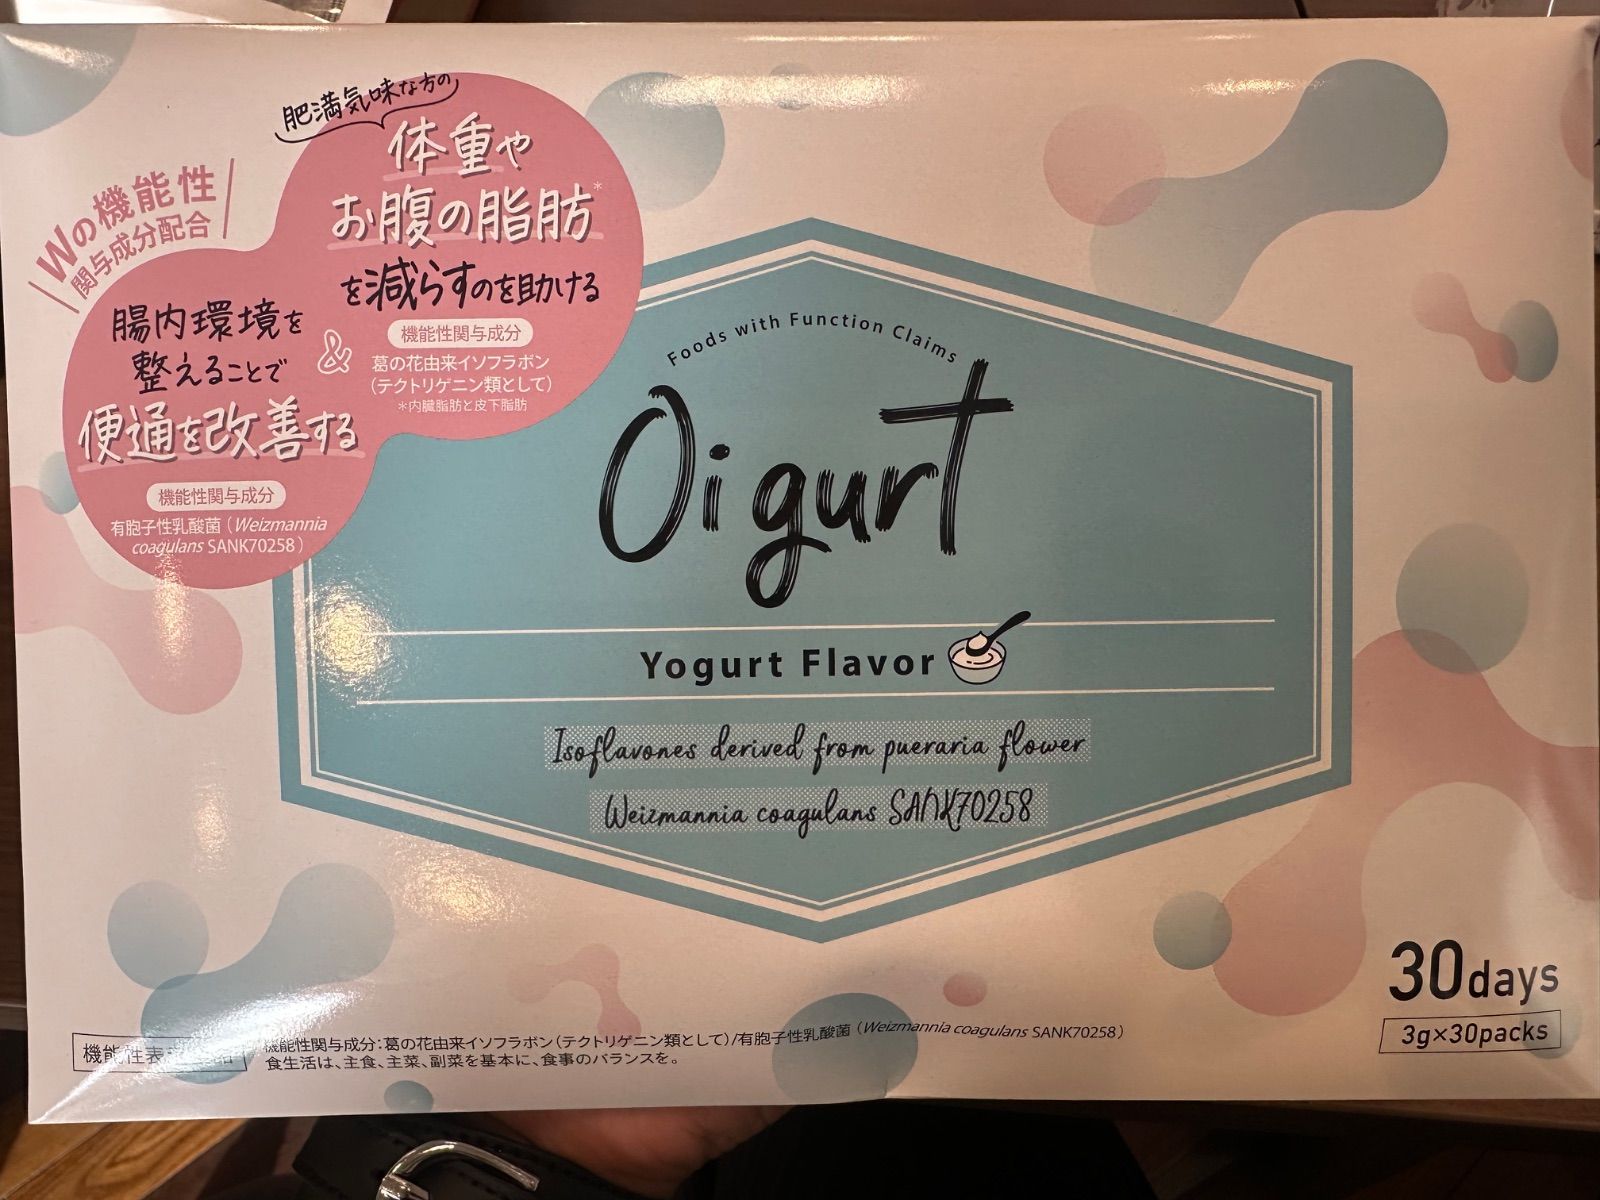 肥満気味な方の
体重や
お腹の脂肪*
を減らすのを助ける
機能性関与成分
葛の花由来イソフラボン
(テクトリゲニン類として)
*内臓脂肪と皮下脂肪
Wの機能性
関与成分配合
腸内環境を
整えることで
便通を改善する
&
機能性関与成分
有胞子性乳酸菌(Weizmannia
coagulans SANK70258)
Foods with Function Claims
Oigurt
Yogurt Flavor
Isoflavones derived from pueraria flower
Weizmannia coagulans SANK70258
30days
3g×30packs
機能性表
機能性関与成分:葛の花由来イソフラボン(テクトリゲニン類として)/有胞子性乳酸菌(Weizmannia coagulans SANK70258)
食生活は、主食、主菜、副菜を基本に、食事のバランスを。